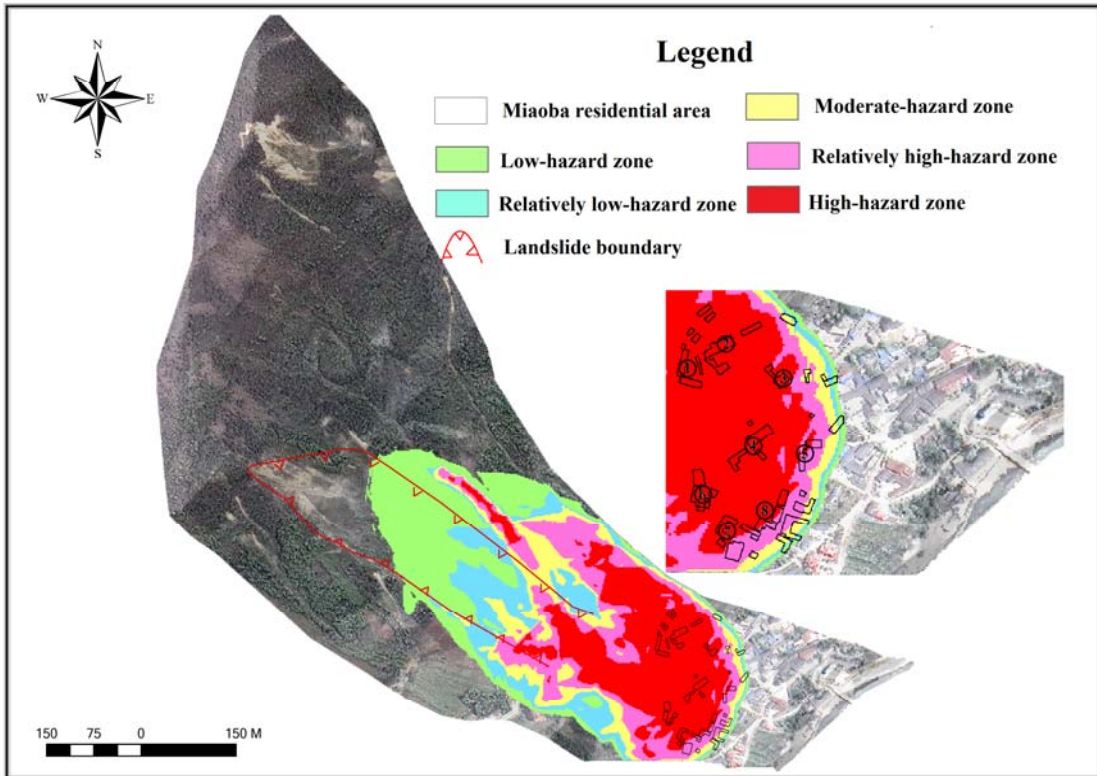 Legend
N
W
E
S
Miaoba residential area
Moderate-hazard zone
Low-hazard zone
Relatively high-hazard zone
Relatively low-hazard zone
High-hazard zone
Landslide boundary
⑧
150 75 0 150 M